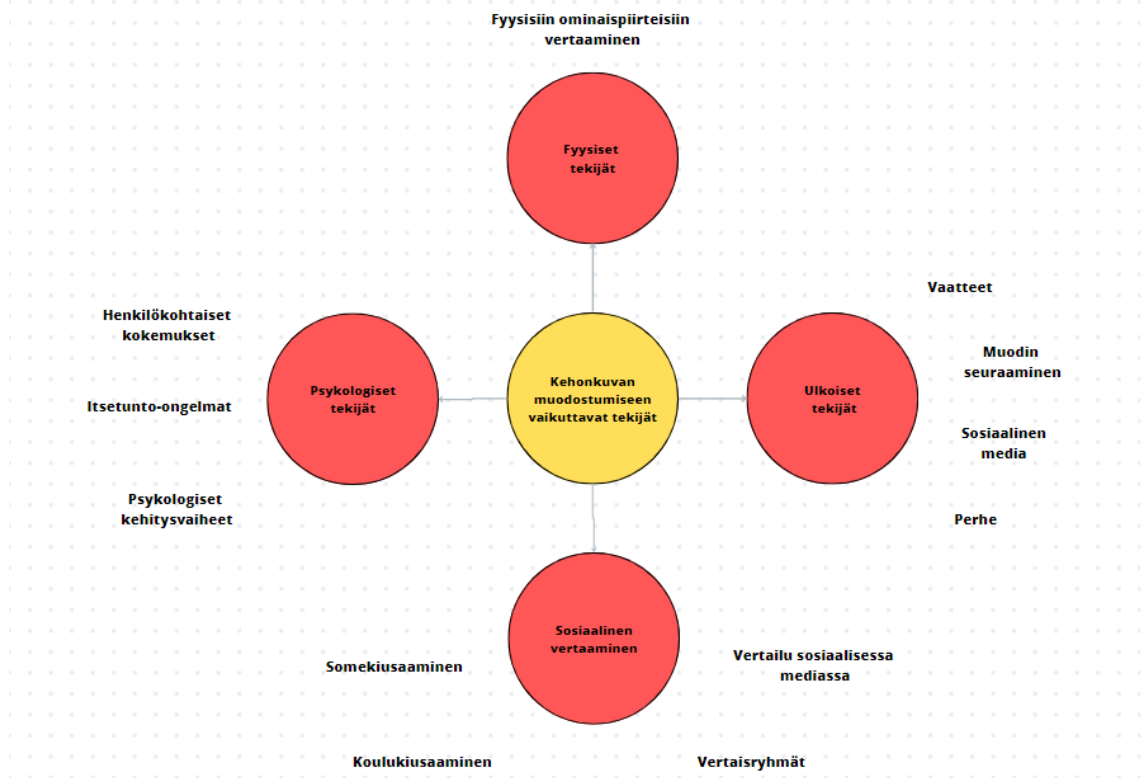 Fyysisiin ominaispiirteisiin
vertaaminen
Fyysiset
tekijät
Vaatteet
Henkilökohtaiset
kokemukset
Muodin
seuraaminen
Psykologiset
tekijät
Kehonkuvan
muodostumiseen
vaikuttavat tekijät
Ulkoiset
tekijät
Itsetunto-ongelmat
Sosiaalinen
media
Psykologiset
kehitysvaiheet
Perhe
Sosiaalinen
vertaaminen
Somekiusaaminen
Vertailu sosiaalisessa
mediassa
Koulukiusaaminen
Vertaisryhmät